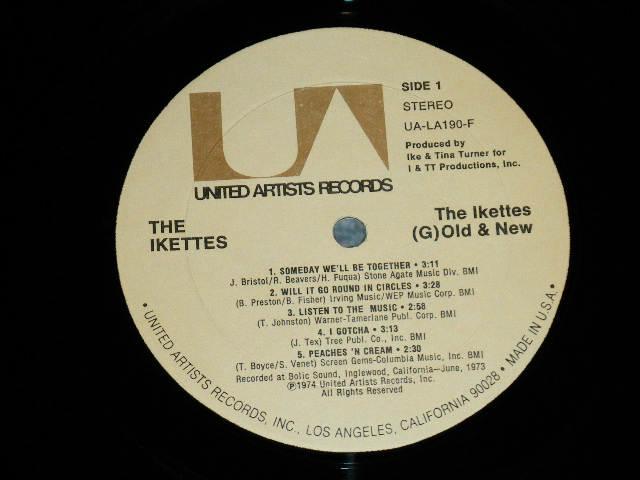 UA
UNITED ARTISTS RECORDS
SIDE 1
STEREO
UA-LA190-F
Produced by
Ike & Tina Turner for
I & TT Productions, Inc.
THE
IKETTES
The Ikettes
(G)Old & New
1. SOMEDAY WE'LL BE TOGETHER • 3:11
J. Bristol/R. Beavers/H. Fuqua) Stone Agate Music Div. BMI
2. WILL IT GO ROUND IN CIRCLES • 3:28
(B. Preston/B. Fisher) Irving Music/WEP Music Corp. BMI
3. LISTEN TO THE MUSIC • 2:58
(T. Johnston) Warner-Tamerlane Publ. Corp. BMI
4. I GOTCHA • 3:13
(J. Tex) Tree Publ. Co., Inc. BMI
5. PEACHES 'N CREAM • 2:30
(T. Boyce/S. Venet) Screen Gems-Columbia Music, Inc. BMI
Recorded at Bolic Sound, Inglewood, California—June, 1973
Ⓟ1974 United Artists Records, Inc.
All Rights Reserved
• UNITED ARTISTS RECORDS, INC., LOS ANGELES, CALIFORNIA 90028 • MADE IN U.S.A. •